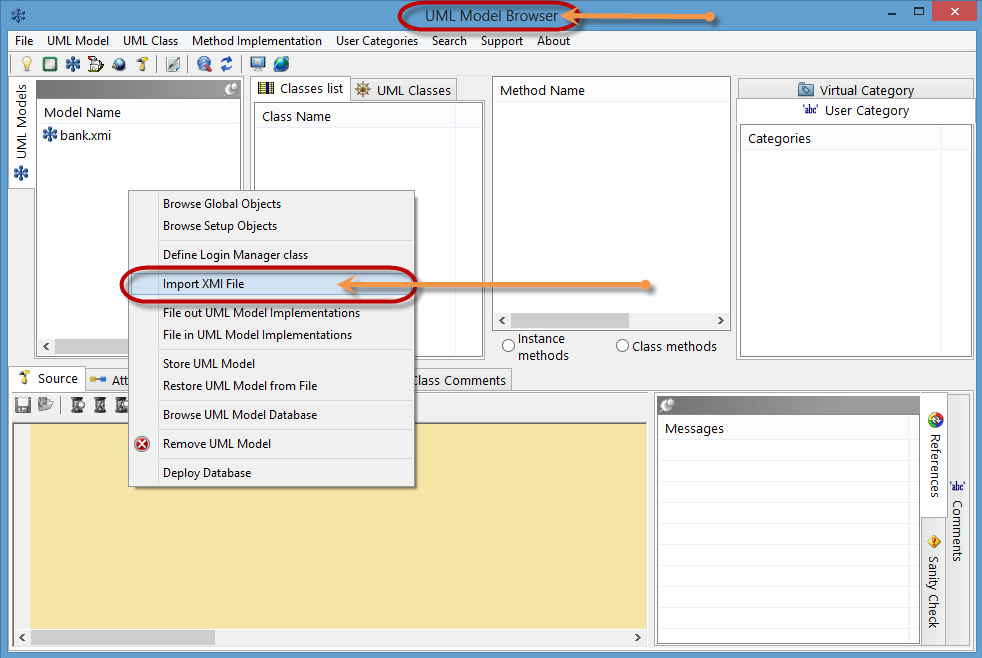 UML Model Browser
File UML Model UML Class Method Implementation User Categories Search Support About
UML Models
Model Name
bank.xmi
Classes list UML Classes
Class Name
Method Name
Instance methods
Class methods
Virtual Category
'abc' User Category
Categories
Browse Global Objects
Browse Setup Objects
Define Login Manager class
Import XMI File
File out UML Model Implementations
File in UML Model Implementations
Store UML Model
Restore UML Model from File
Browse UML Model Database
Remove UML Model
Deploy Database
Source Att
Class Comments
Messages
References
Sanity Check
'abc' Comments